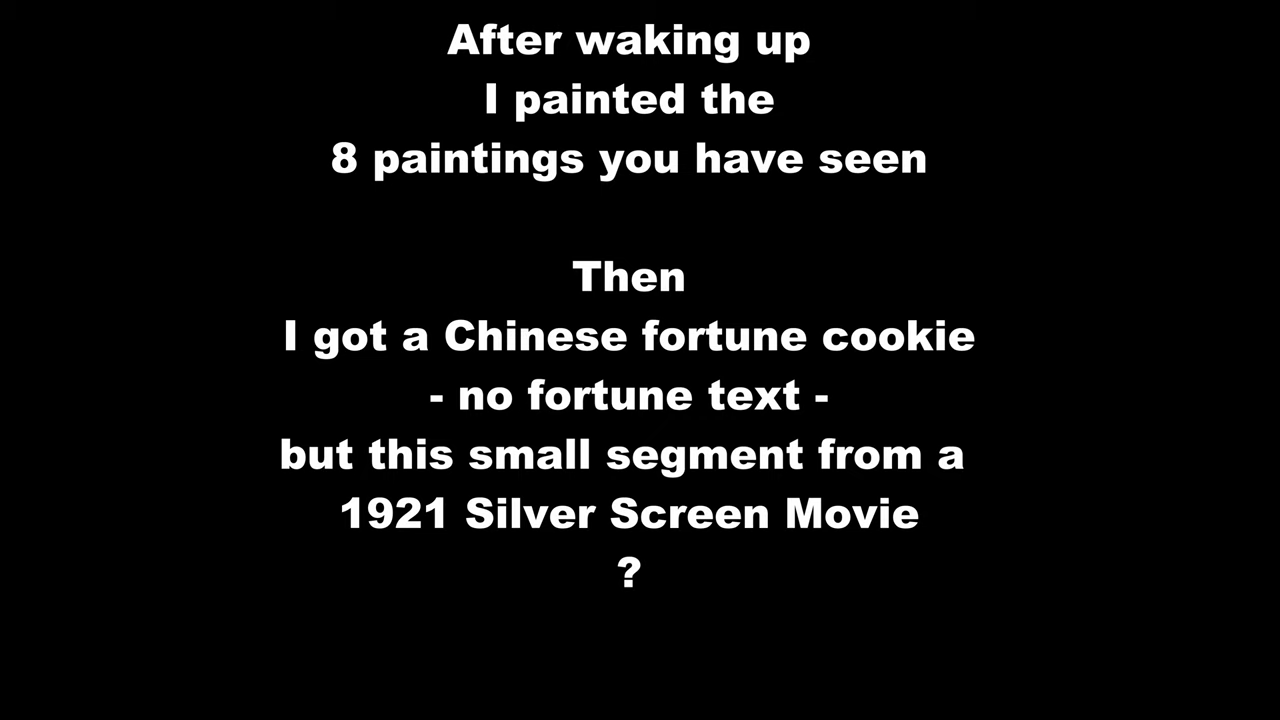 After waking up
I painted the
8 paintings you have seen
Then
I got a Chinese fortune cookie
- no fortune text -
but this small segment from a
1921 Silver Screen Movie
?